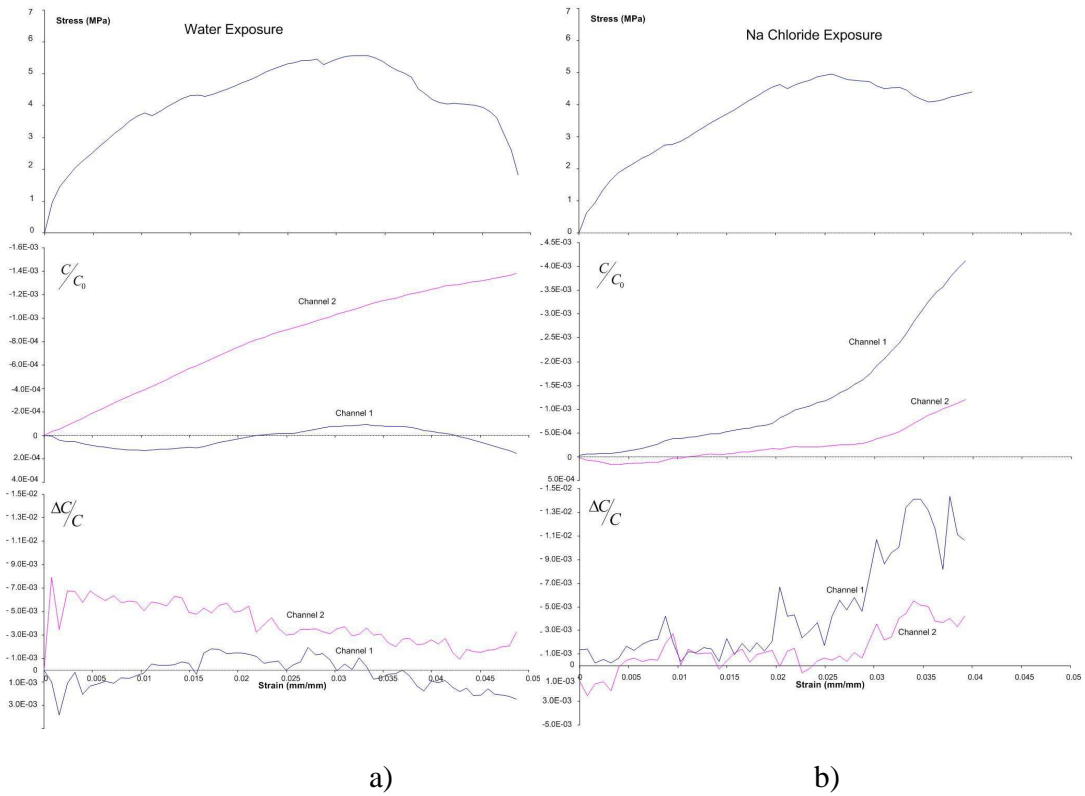 7
Stress (MPa)
Water Exposure
6
5
4
3
2
1
0
-1.6E-03
C/C0
-1.4E-03
-1.2E-03
Channel 2
-1.0E-03
-8.0E-04
-6.0E-04
-4.0E-04
-2.0E-04
Channel 1
0
2.0E-04
4.0E-04
-1.5E-02
ΔC/C
-1.3E-02
-1.1E-02
-9.0E-03
-7.0E-03
-5.0E-03
Channel 2
-3.0E-03
Channel 1
-1.0E-03
0
0 0.005 0.01 0.015 0.02 0.025 0.03 0.035 0.04 0.045 0.05
Strain (mm/mm)
1.0E-03
3.0E-03
a)
7
Stress (MPa)
Na Chloride Exposure
6
5
4
3
2
1
0
-4.5E-03
C/C0
-4.0E-03
-3.5E-03
-3.0E-03
-2.5E-03
Channel 1
-2.0E-03
-1.5E-03
Channel 2
-1.0E-03
-5.0E-04
0
5.0E-04
-1.5E-02
ΔC/C
-1.3E-02
-1.1E-02
-9.0E-03
-7.0E-03
Channel 1
-5.0E-03
Channel 2
-3.0E-03
-1.0E-03
0
0 0.005 0.01 0.015 0.02 0.025 0.03 0.035 0.04 0.045 0.05
Strain (mm/mm)
1.0E-03
3.0E-03
-5.0E-03
b)